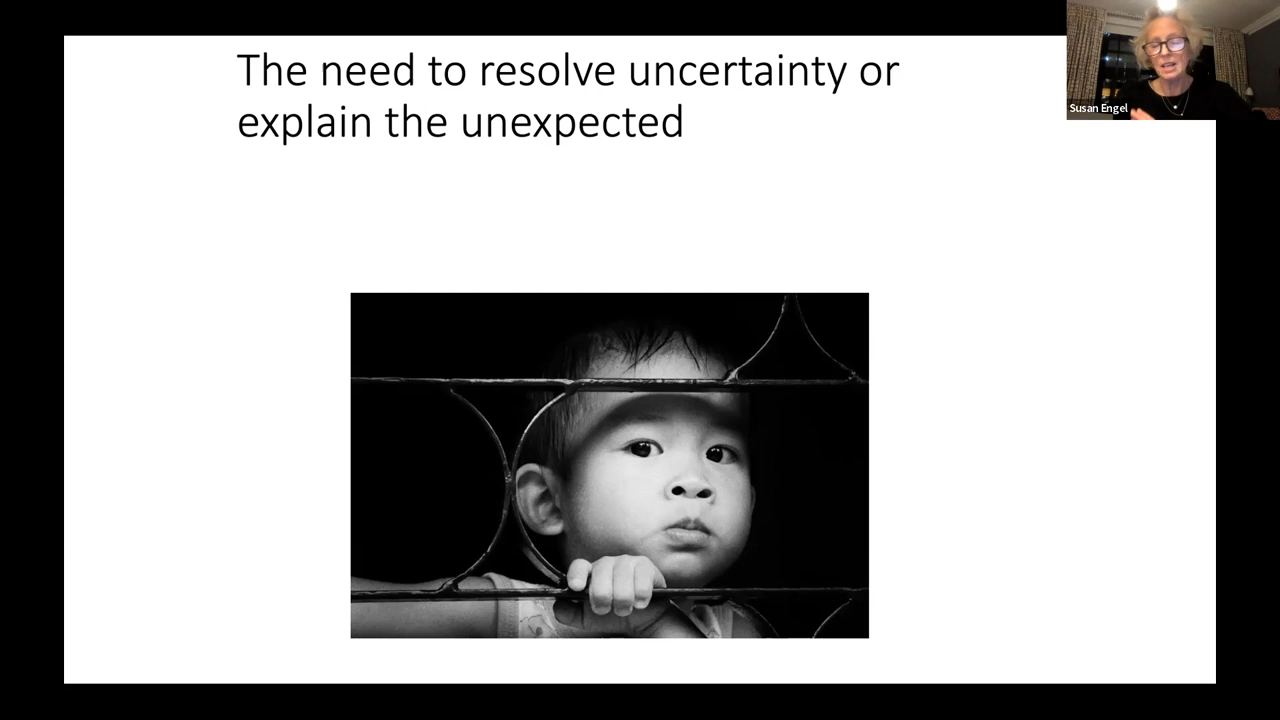 The need to resolve uncertainty or
explain the unexpected
Susan Engel